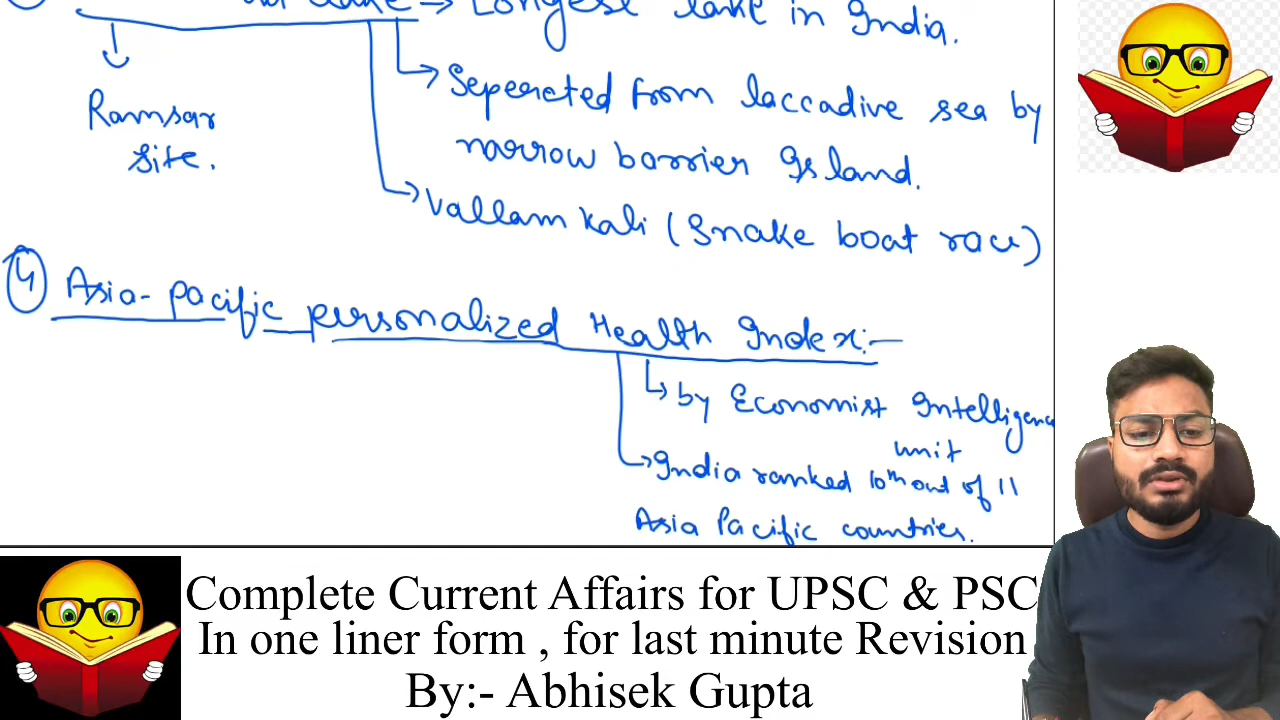 lake → Longest lake in India.
→ Seperated from laccadive sea by
narrow barrier Island.
Ramsar
site.
→ Vallam kali (Snake boat race)
4 Asia-pacific personalized Health Index:-
→ by Economist Intelligence
unit
→ India ranked 10th out of 11
Asia Pacific countries.
Complete Current Affairs for UPSC & PSC
In one liner form , for last minute Revision
By:- Abhisek Gupta